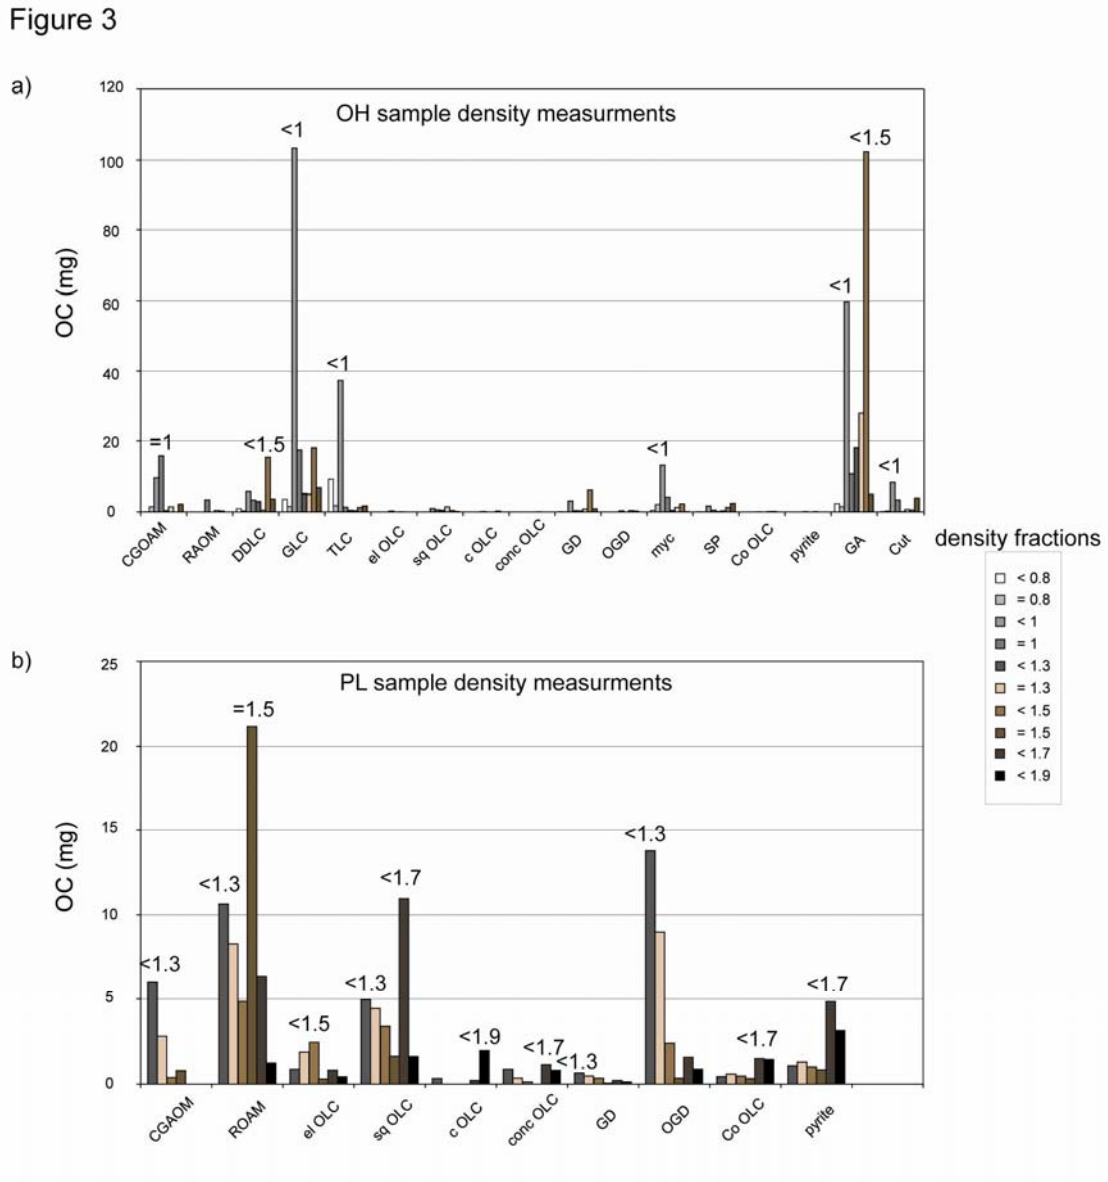 Figure 3
a)
OH sample density measurments
OC (mg)
120
100
80
60
40
20
0
=1
<1.5
<1
<1
<1
<1
<1.5
<1
CGOAM
RAOM
DDLC
GLC
TLC
el OLC
sq OLC
c OLC
conc OLC
GD
OGD
myc
SP
Co OLC
pyrite
GA
Cut
density fractions
< 0.8
= 0.8
< 1
= 1
< 1.3
= 1.3
< 1.5
= 1.5
< 1.7
< 1.9
b)
PL sample density measurments
OC (mg)
25
20
15
10
5
0
<1.3
<1.3
=1.5
<1.5
<1.3
<1.7
<1.9
<1.7
<1.3
<1.3
<1.7
<1.7
CGAOM
ROAM
el OLC
sq OLC
c OLC
conc OLC
GD
OGD
Co OLC
pyrite